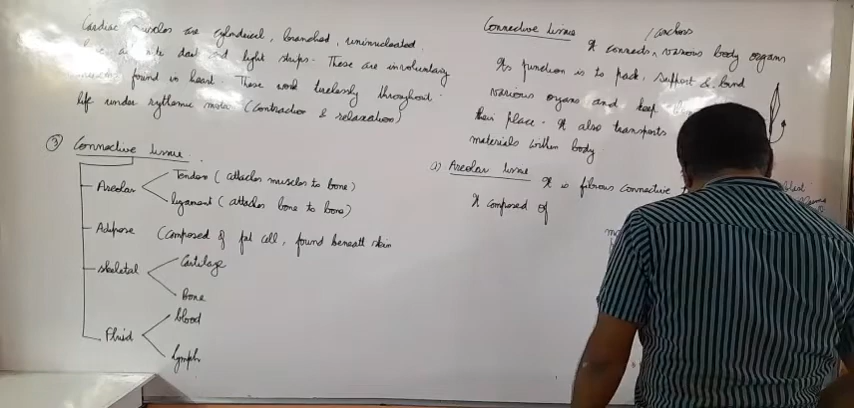 Cardiac muscles are cylindrical, branched, uninucleated.
dark and light strips. These are involuntary
found in heart. These work tirelessly throughout
life under rythemic motion (contraction & relaxation)
③ Connective tissue
Areolar
Tendon (attaches muscles to bone)
ligament (attaches bone to bone)
Adipose (composed of fat cell, found beneath skin
Skeletal
Cartilage
Bone
Fluid
blood
lymph
Connective tissue
/anchors
It connects ^ various body organs
Its function is to pack, support & bind
various organs and keep
their place. It also transports
materials within body
a) Areolar tissue It is fibrous connective
It composed of